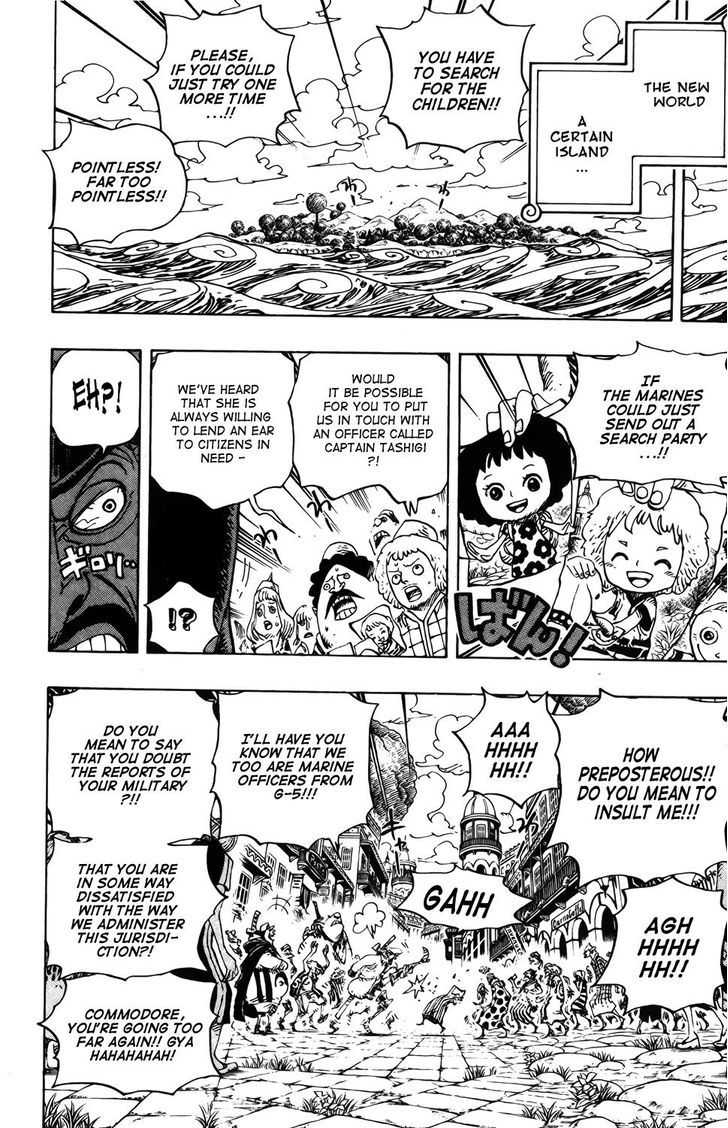 THE NEW
WORLD
A
CERTAIN
ISLAND
...
YOU HAVE
TO SEARCH
FOR THE
CHILDREN!!
PLEASE,
IF YOU COULD
JUST TRY ONE
MORE TIME
...!!
POINTLESS!
FAR TOO
POINTLESS!!
IF
THE MARINES
COULD JUST
SEND OUT A
SEARCH PARTY
...!!
ばん!
WOULD
IT BE POSSIBLE
FOR YOU TO PUT
US IN TOUCH WITH
AN OFFICER CALLED
CAPTAIN TASHIGI
?!
WE'VE HEARD
THAT SHE IS
ALWAYS WILLING
TO LEND AN EAR
TO CITIZENS IN
NEED -
!?
EH?!
ギロリ
HOW
PREPOSTEROUS!!
DO YOU MEAN TO
INSULT ME!!!
AAA
HHHH
HH!!
GAHH
AGH
HHHH
HH!!
I'LL HAVE YOU
KNOW THAT WE
TOO ARE MARINE
OFFICERS FROM
G-5!!!
DO YOU
MEAN TO SAY
THAT YOU DOUBT
THE REPORTS OF
YOUR MILITARY
?!!
THAT YOU ARE
IN SOME WAY
DISSATISFIED
WITH THE WAY
WE ADMINISTER
THIS JURISDI-
CTION?!
COMMODORE,
YOU'RE GOING TOO
FAR AGAIN!! GYA
HAHAHAHAH!